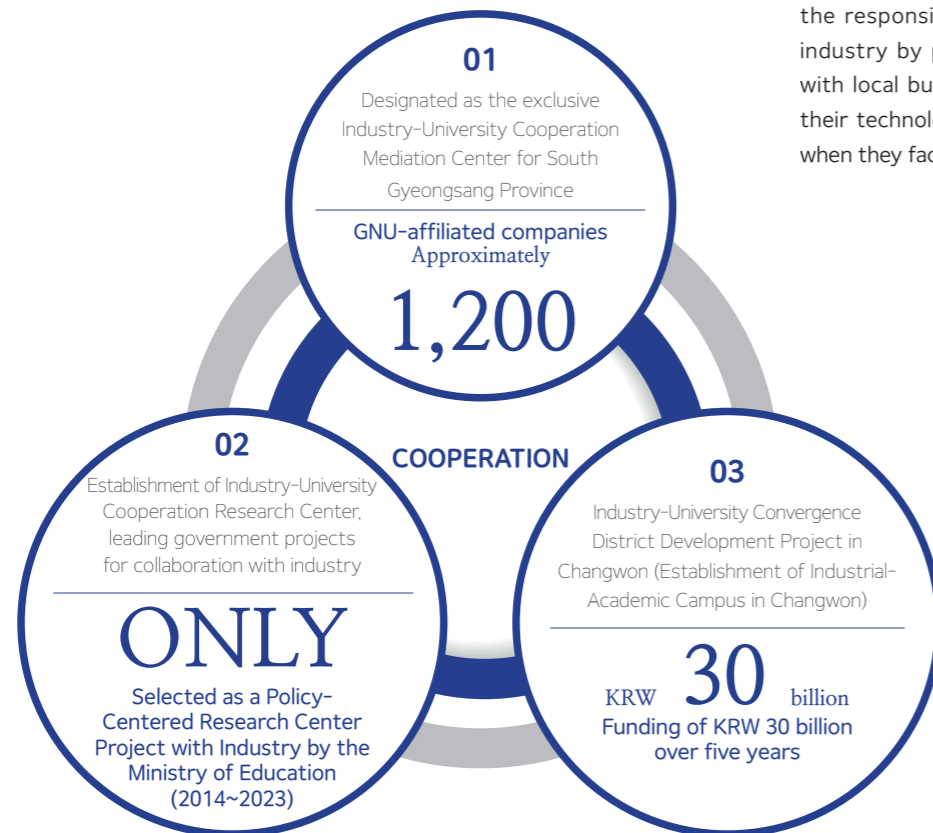 the responsi
industry by
with local bu
their technol
when they fac
01
Designated as the exclusive
Industry-University Cooperation
Mediation Center for South
Gyeongsang Province
GNU-affiliated companies
Approximately
1,200
COOPERATION
02
Establishment of Industry-University
Cooperation Research Center,
leading government projects
for collaboration with industry
ONLY
Selected as a Policy-
Centered Research Center
Project with Industry by the
Ministry of Education
(2014~2023)
03
Industry-University Convergence
District Development Project in
Changwon (Establishment of Industrial-
Academic Campus in Changwon)
KRW 30 billion
Funding of KRW 30 billion
over five years